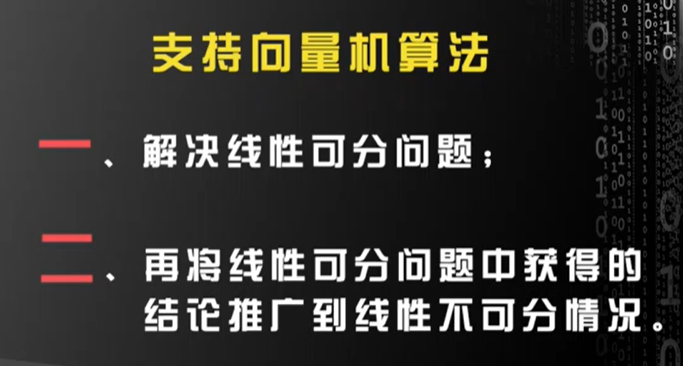 支持向量机算法
一、解决线性可分问题；
二、再将线性可分问题中获得的
结论推广到线性不可分情况。